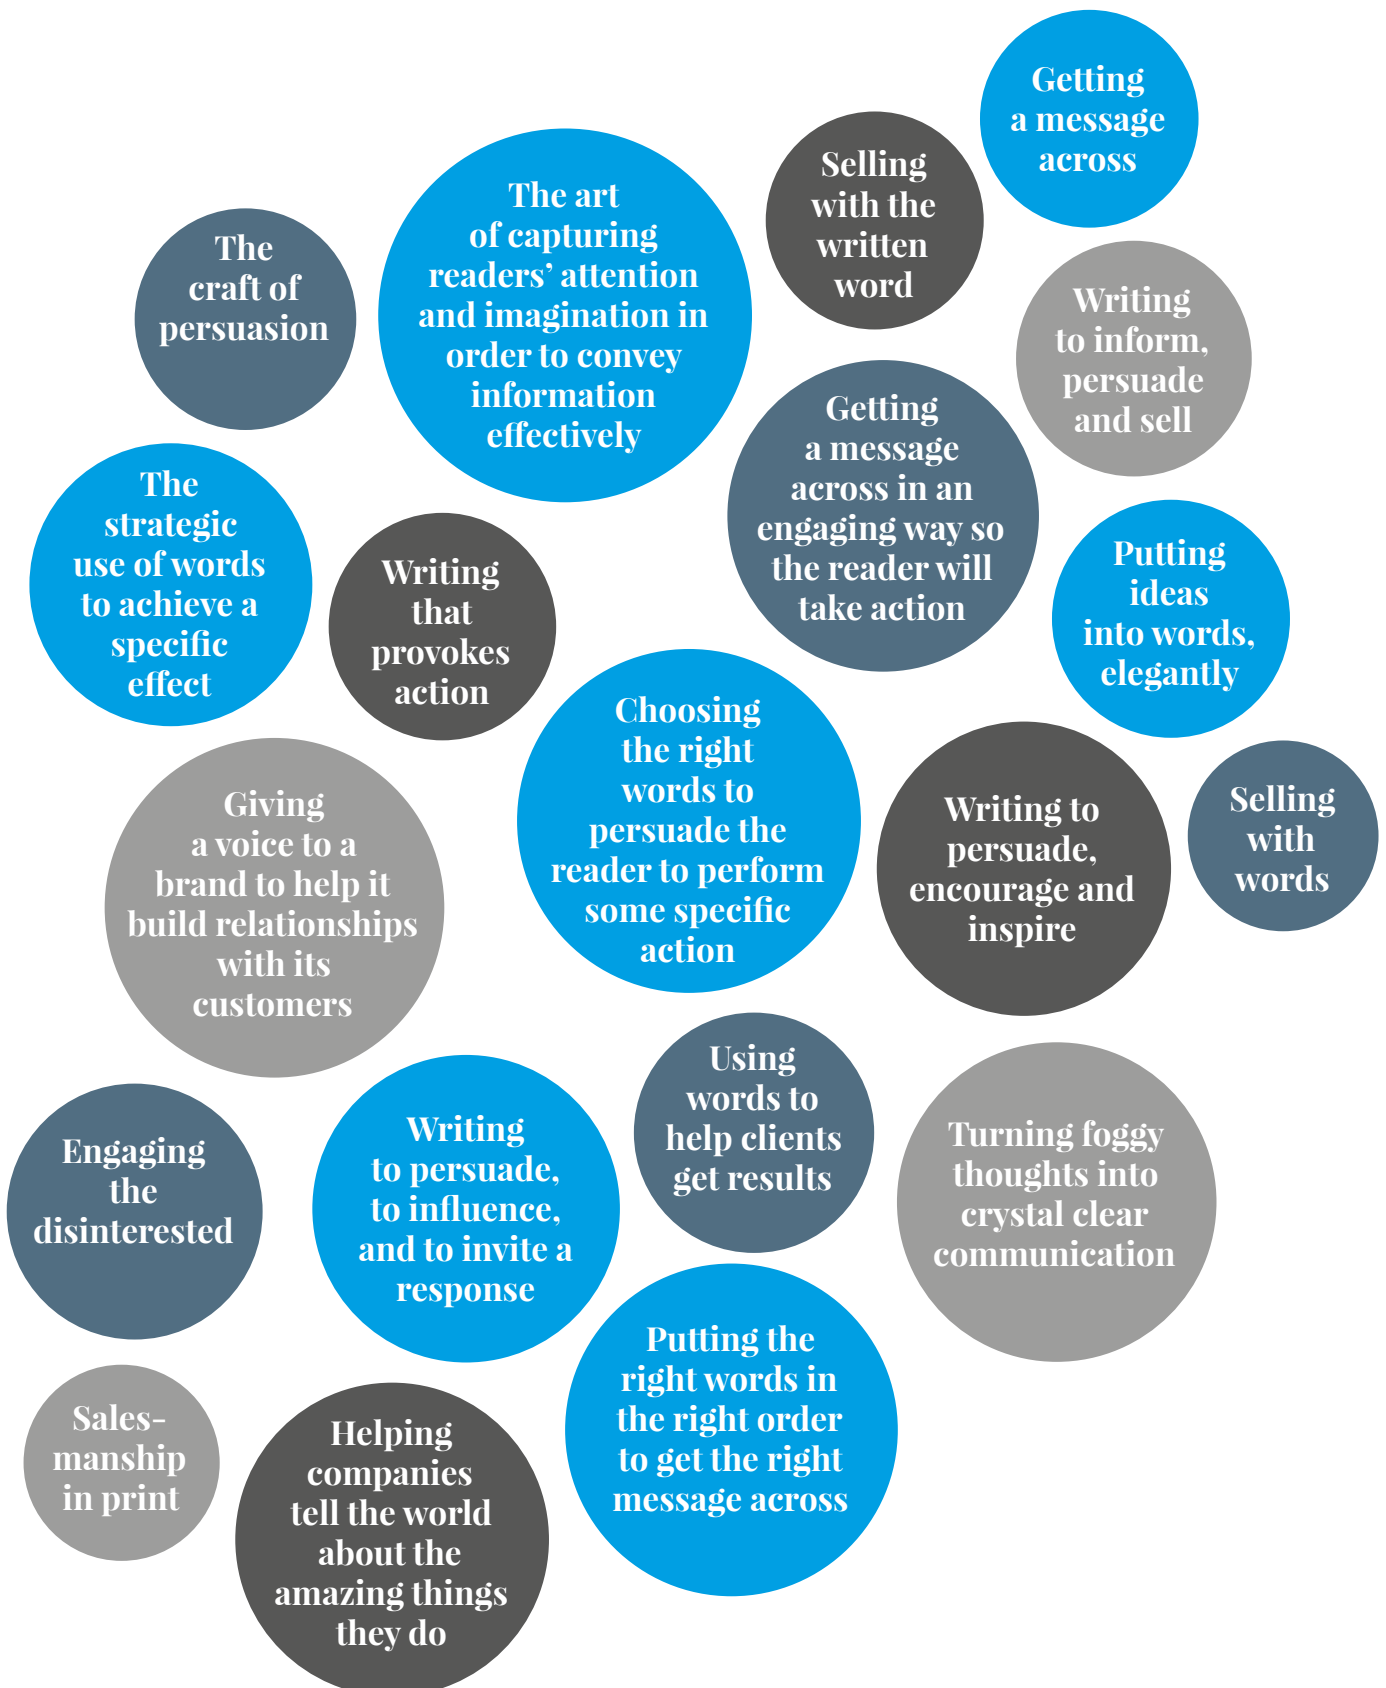 Getting
a message
across
Selling
with the
written
word
The art
of capturing
readers’ attention
and imagination in
order to convey
information
effectively
The
craft of
persuasion
Writing
to inform,
persuade
and sell
Getting
a message
across in an
engaging way so
the reader will
take action
The
strategic
use of words
to achieve a
specific
effect
Writing
that
provokes
action
Putting
ideas
into words,
elegantly
Choosing
the right
words to
persuade the
reader to perform
some specific
action
Selling
with
words
Writing to
persuade,
encourage and
inspire
Giving
a voice to a
brand to help it
build relationships
with its
customers
Using
words to
help clients
get results
Writing
to persuade,
to influence,
and to invite a
response
Turning foggy
thoughts into
crystal clear
communication
Engaging
the
disinterested
Putting the
right words in
the right order
to get the right
message across
Sales-
manship
in print
Helping
companies
tell the world
about the
amazing things
they do